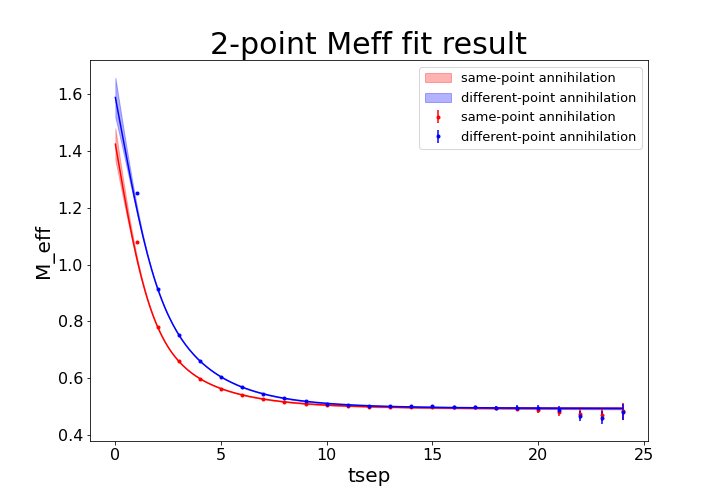 2-point Meff fit result
same-point annihilation
different-point annihilation
same-point annihilation
different-point annihilation
M_eff
1.6
1.4
1.2
1.0
0.8
0.6
0.4
0 5 10 15 20 25
tsep